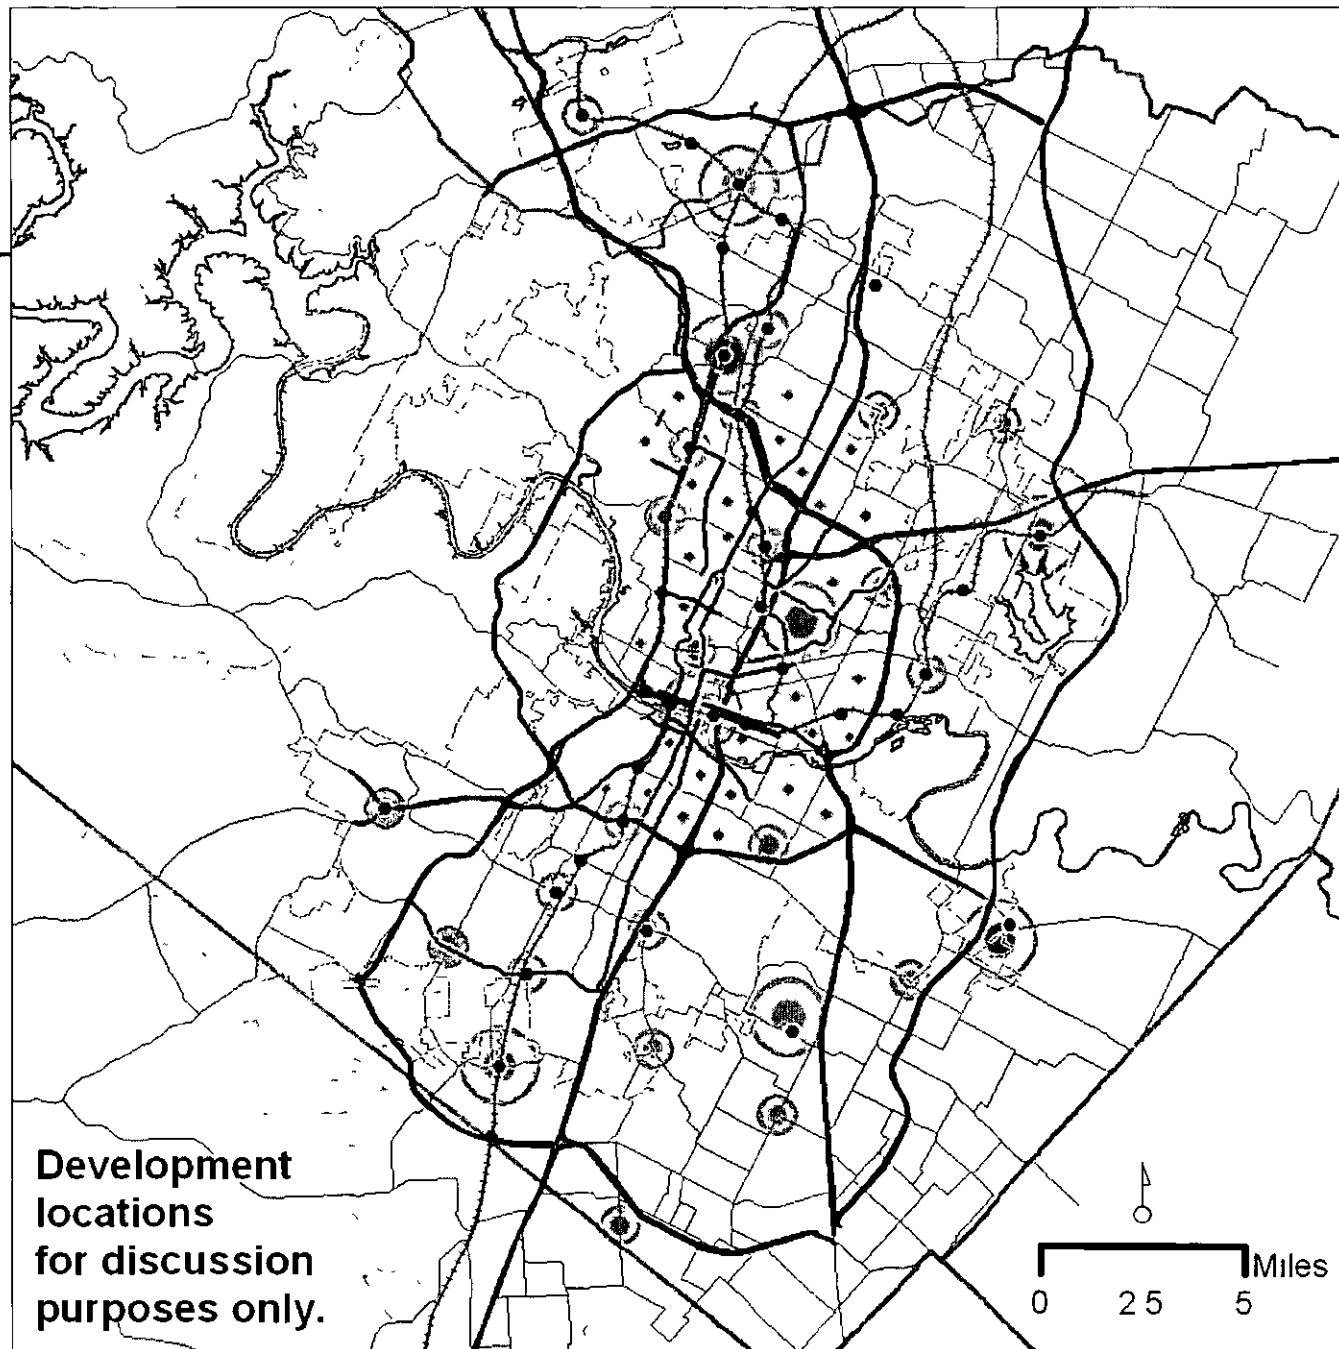 Development
locations
for discussion
purposes only.
Miles
0 2 5 5